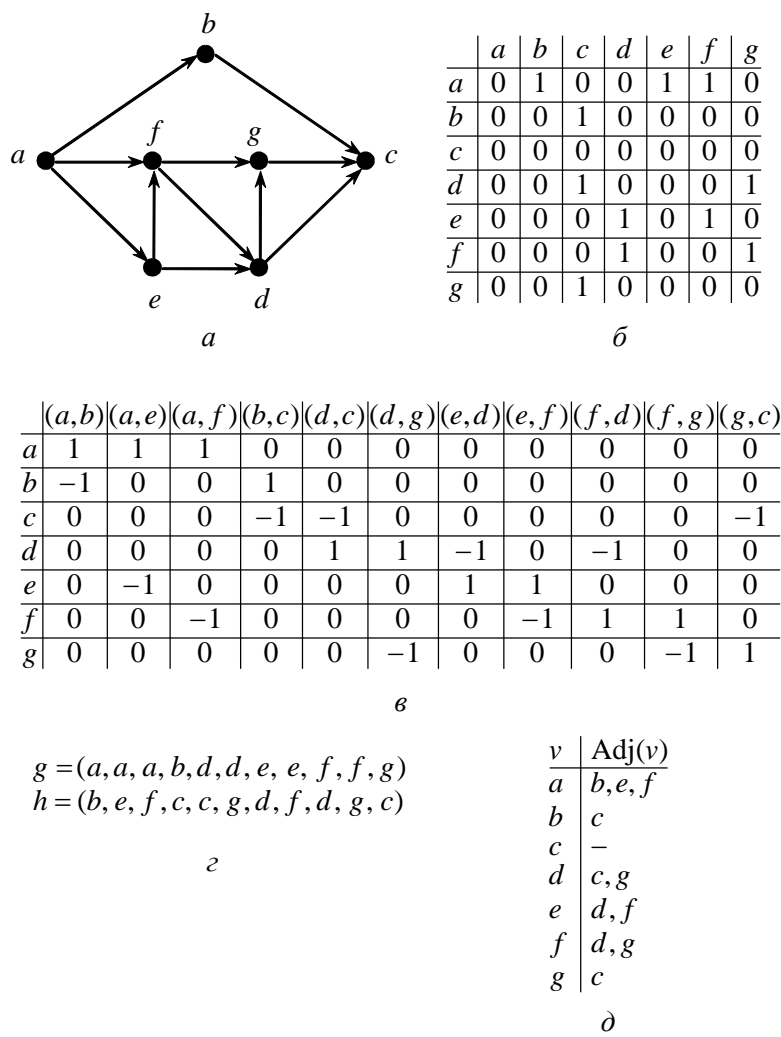 b
f g
a c
e d
а
a b c d e f g
a 0 1 0 0 1 1 0
b 0 0 1 0 0 0 0
c 0 0 0 0 0 0 0
d 0 0 1 0 0 0 1
e 0 0 0 1 0 1 0
f 0 0 0 1 0 0 1
g 0 0 1 0 0 0 0
б
(a,b) (a,e) (a,f) (b,c) (d,c) (d,g) (e,d) (e,f) (f,d) (f,g) (g,c)
a 1 1 1 0 0 0 0 0 0 0 0
b −1 0 0 1 0 0 0 0 0 0 0
c 0 0 0 −1 −1 0 0 0 0 0 −1
d 0 0 0 0 1 1 −1 0 −1 0 0
e 0 −1 0 0 0 0 1 1 0 0 0
f 0 0 −1 0 0 0 0 −1 1 1 0
g 0 0 0 0 0 −1 0 0 0 −1 1
в
g=(a,a,a,b,d,d,e,e,f,f,g)
h=(b,e,f,c,c,g,d,f,d,g,c)
г
v Adj(v)
a b,e,f
b c
c −
d c,g
e d,f
f d,g
g c
д